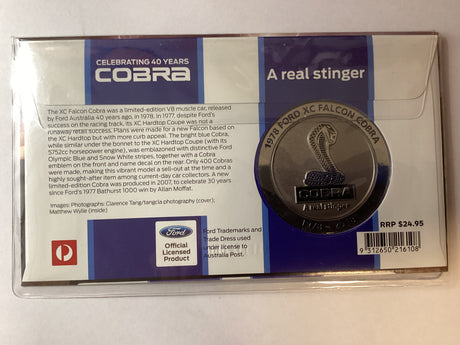 CELEBRATING 40 YEARS
COBRA
A real stinger
The XC Falcon Cobra was a limited-edition V8 muscle car, released
by Ford Australia 40 years ago, in 1978. In 1977, despite Ford's
success on the racing track, its XC Hardtop Coupe was not a
runaway retail success. Plans were made for a new Falcon based on
the XC Hardtop but with more curb appeal. The bright blue Cobra,
while similar under the bonnet to the XC Hardtop Coupe (with its
5752cc horsepower engine), was emblazoned with distinctive Ford
Olympic Blue and Snow White stripes, together with a Cobra
emblem on the front and name decal on the rear. Only 400 Cobras
were made, making this vibrant model a sell-out at the time and a
highly sought-after item among current-day car collectors. A new
limited-edition Cobra was produced in 2007, to celebrate 30 years
since Ford's 1977 Bathurst 1000 win by Allan Moffat.
Images: Photographs: Clarence Tang/tangcla photography (cover);
Matthew Wylie (inside)
1978 FORD XC FALCON COBRA
COBRA
A real stinger
Ford
Official
Licensed
Product
Ford Trademarks and
Trade Dress used
under license to
Australia Post.
RRP $24.95
9 312650 216108